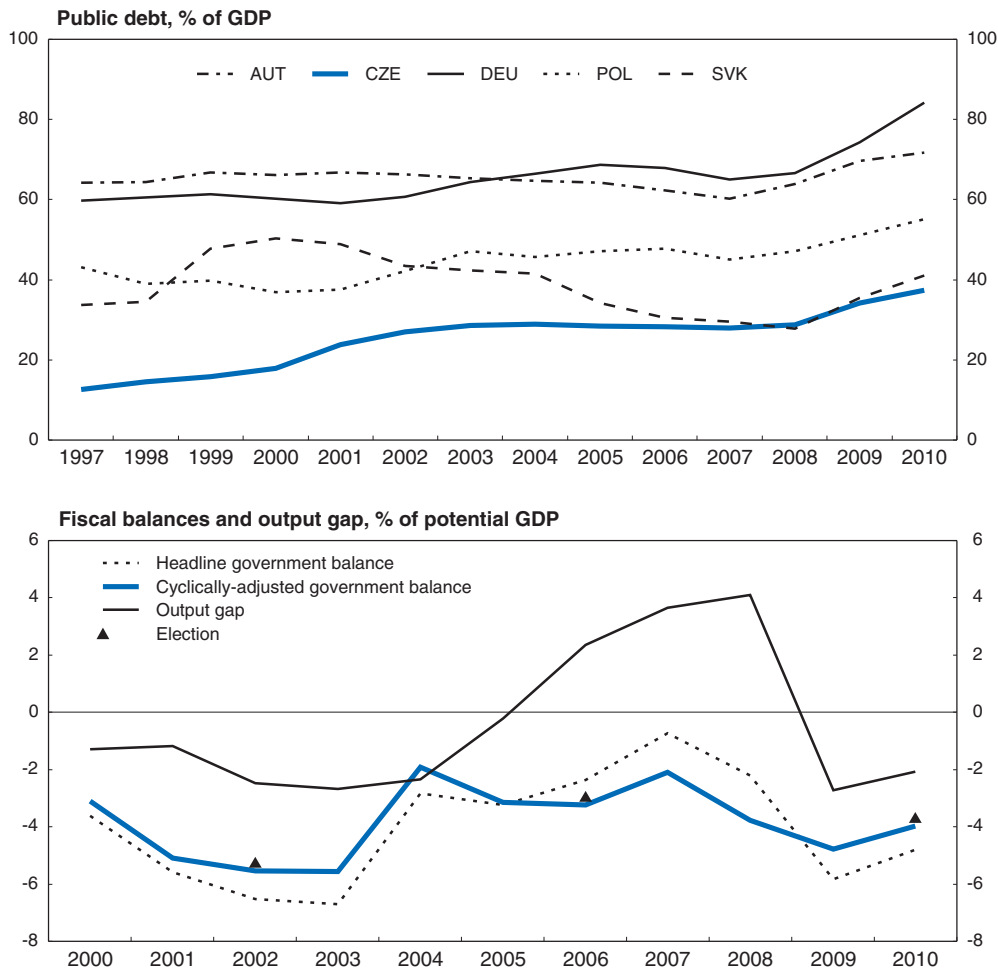 Public debt, % of GDP
100 100
AUT CZE DEU POL SVK
80 80
60 60
40 40
20 20
0 0
1997 1998 1999 2000 2001 2002 2003 2004 2005 2006 2007 2008 2009 2010
Fiscal balances and output gap, % of potential GDP
6 6
Headline government balance
Cyclically-adjusted government balance
4 4
Output gap
Election
2 2
0 0
-2 -2
-4 -4
-6 -6
-8 -8
2000 2001 2002 2003 2004 2005 2006 2007 2008 2009 2010